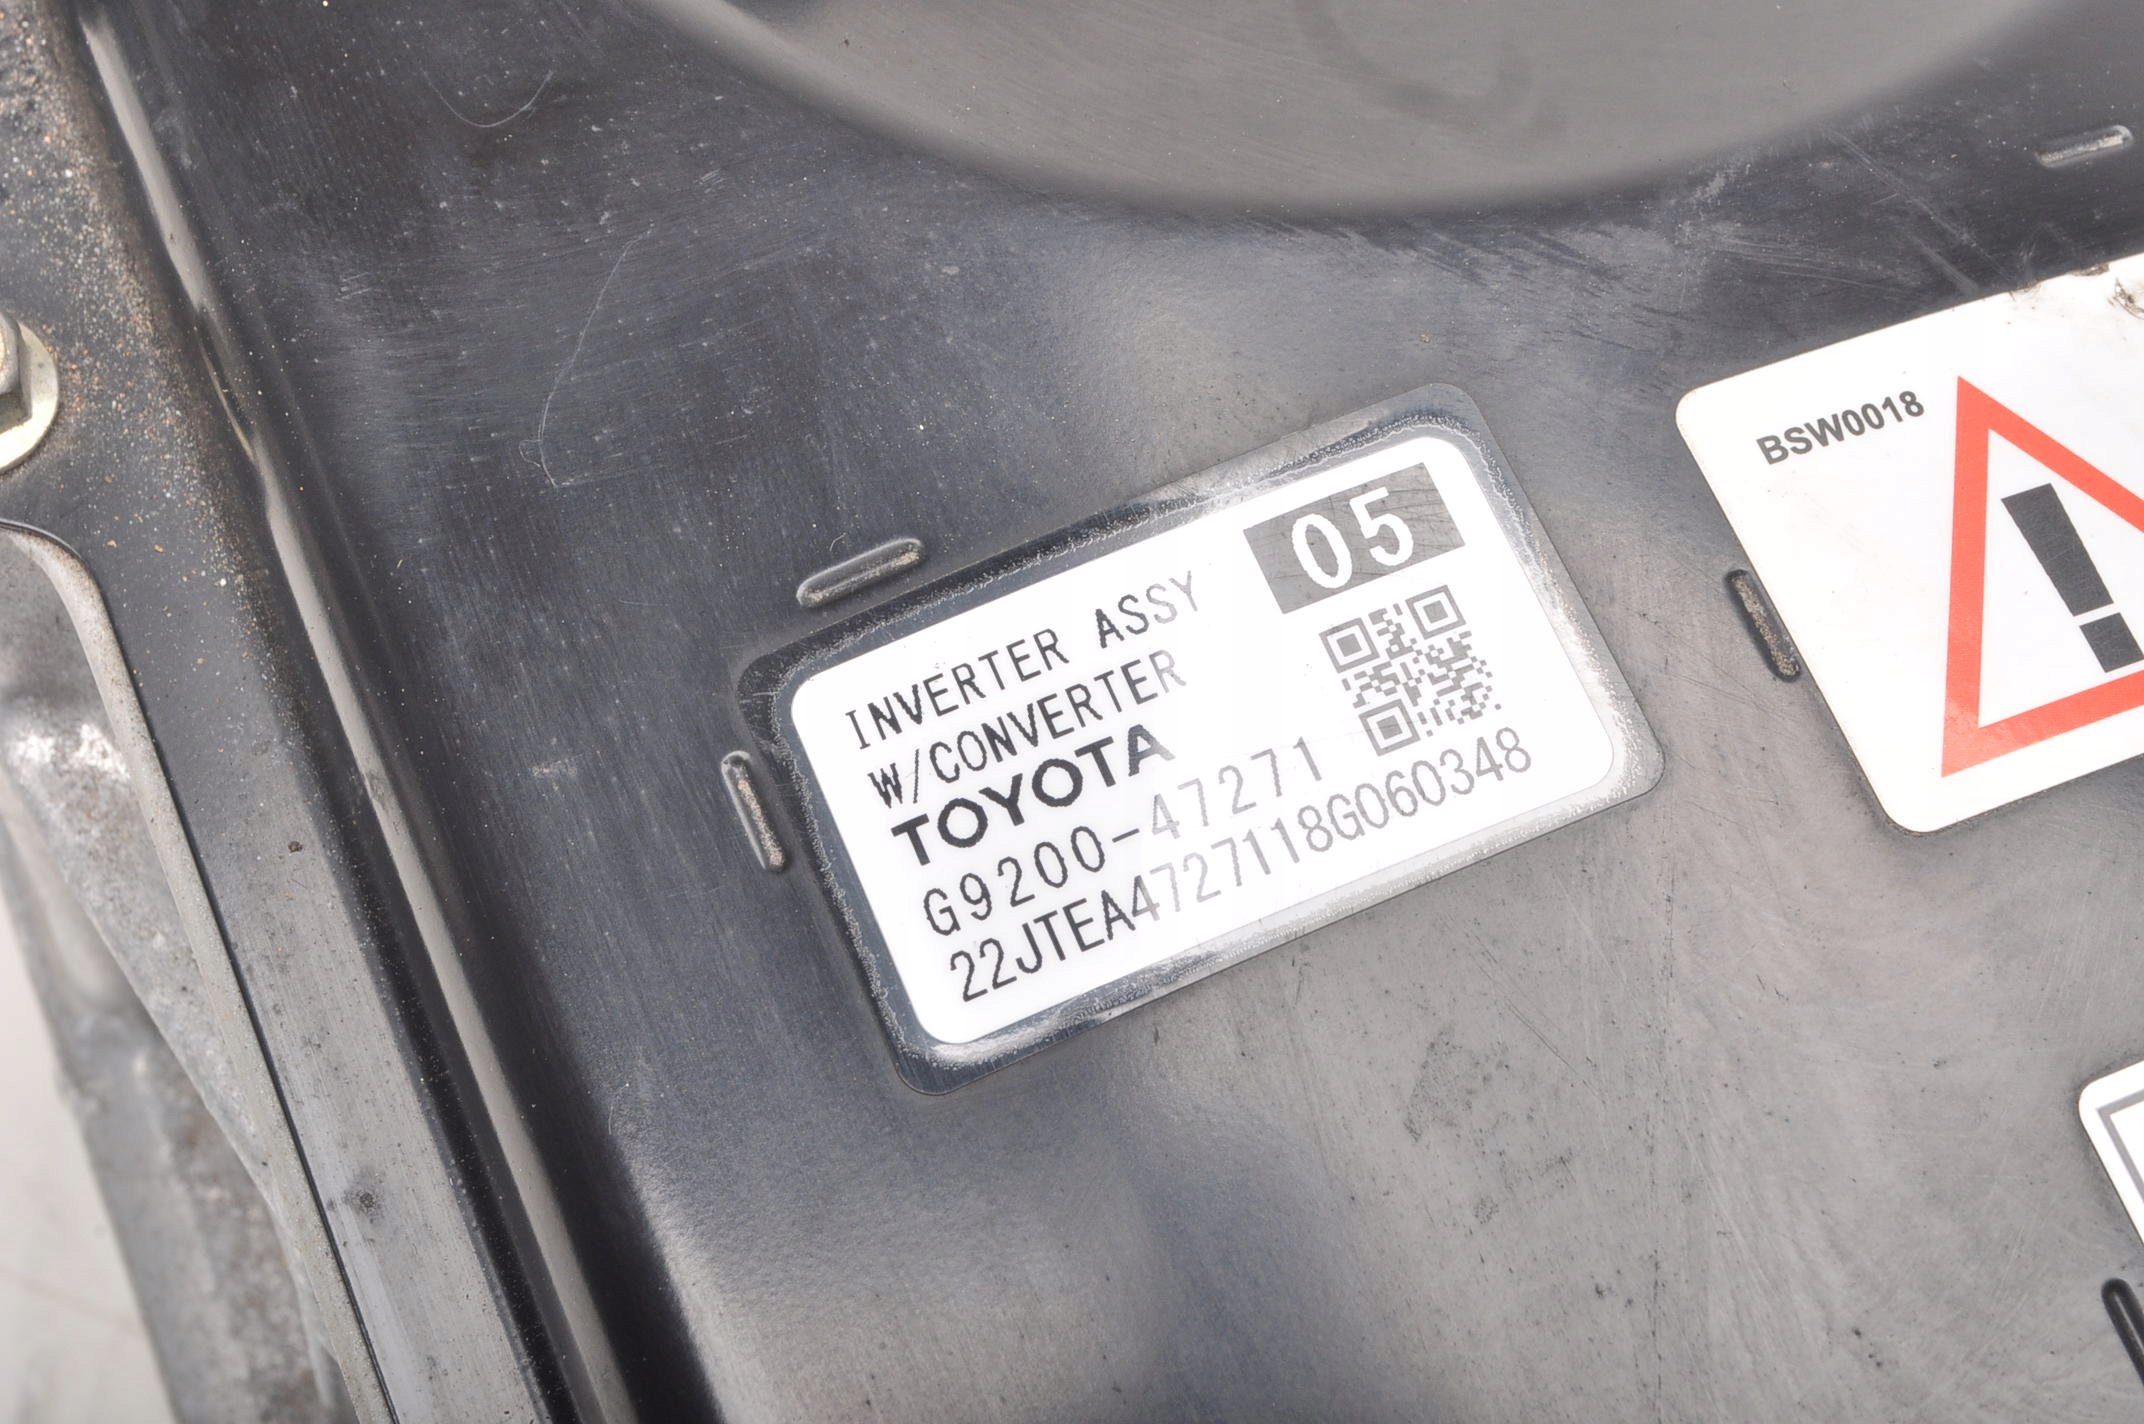 05
INVERTER ASSY
W/CONVERTER
TOYOTA
G9200-47271
22JTEA4727118G060348
BSW0018
!